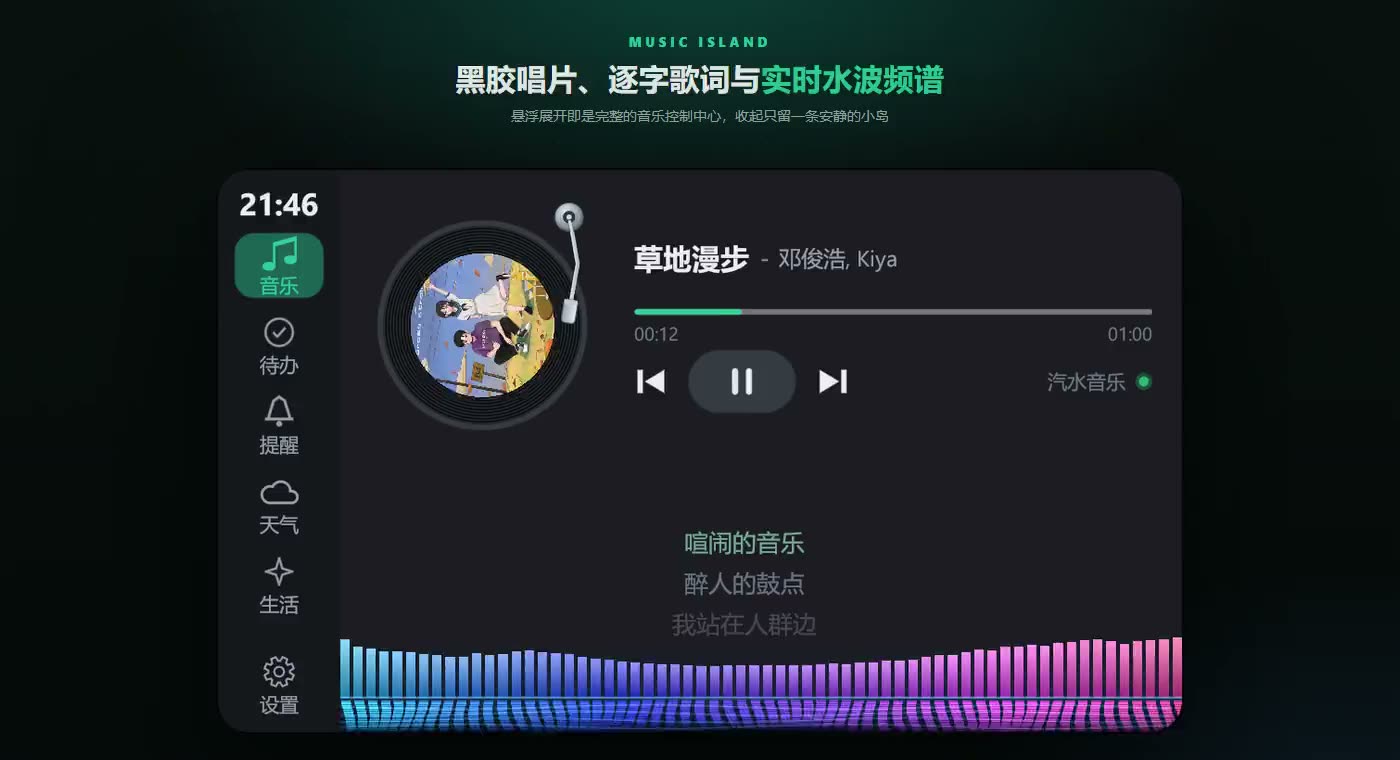 MUSIC ISLAND
黑胶唱片、逐字歌词与实时水波频谱
悬浮展开即是完整的音乐控制中心，收起只留一条安静的小岛
21:46
音乐
待办
提醒
天气
生活
设置
草地漫步 - 邓俊浩, Kiya
00:12 01:00
汽水音乐
喧闹的音乐
醉人的鼓点
我站在人群边